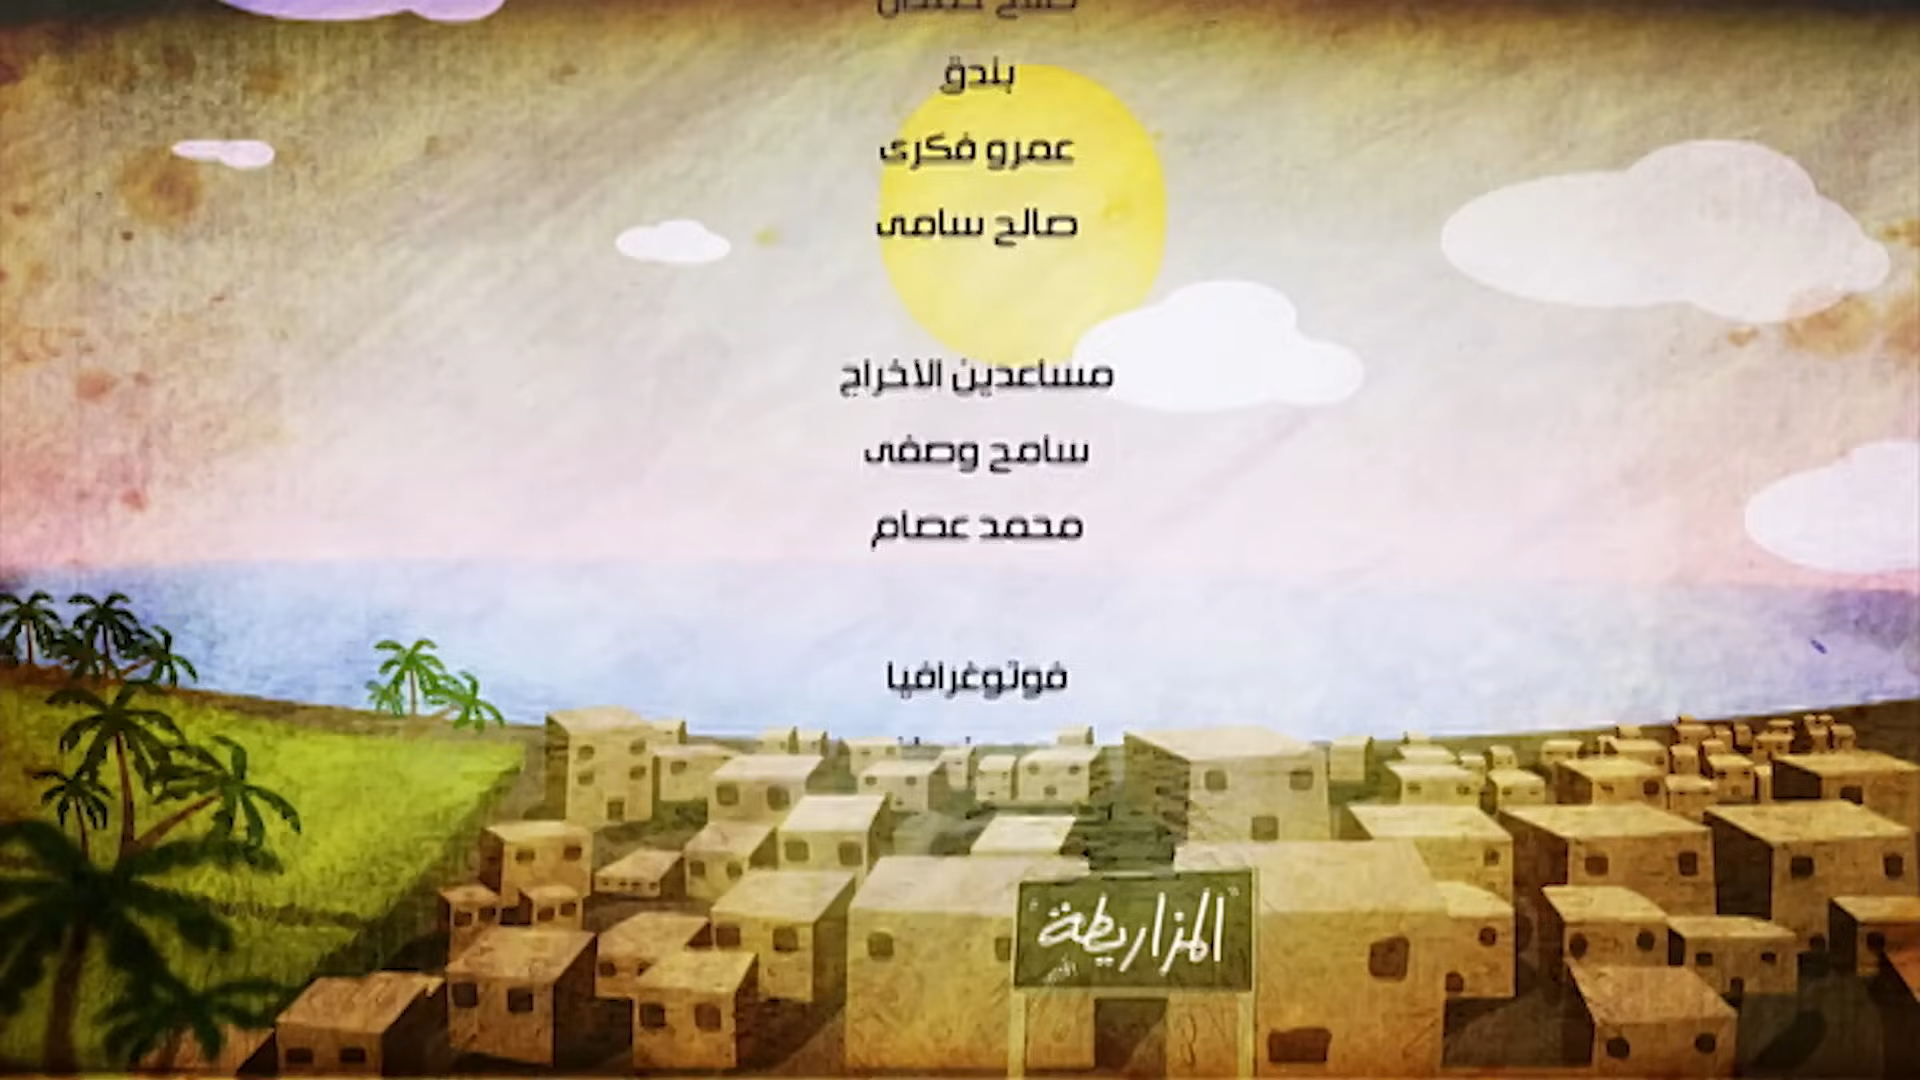 بندق
عمرو فكرى
صالح سامى
مساعدين الاخراج
سامح وصفى
محمد عصام
فوتوغرافيا
"المزاريطة"